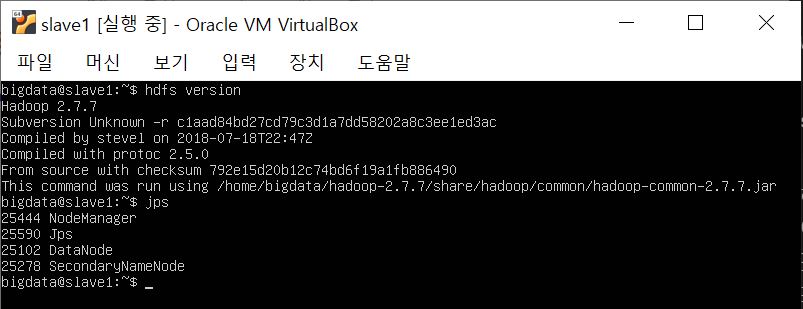 64
slave1 [실행 중] - Oracle VM VirtualBox
파일 머신 보기 입력 장치 도움말
bigdata@slave1:~$ hdfs version
Hadoop 2.7.7
Subversion Unknown -r c1aad84bd27cd79c3d1a7dd58202a8c3ee1ed3ac
Compiled by stevel on 2018-07-18T22:47Z
Compiled with protoc 2.5.0
From source with checksum 792e15d20b12c74bd6f19a1fb886490
This command was run using /home/bigdata/hadoop-2.7.7/share/hadoop/common/hadoop-common-2.7.7.jar
bigdata@slave1:~$ jps
25444 NodeManager
25590 Jps
25102 DataNode
25278 SecondaryNameNode
bigdata@slave1:~$ _